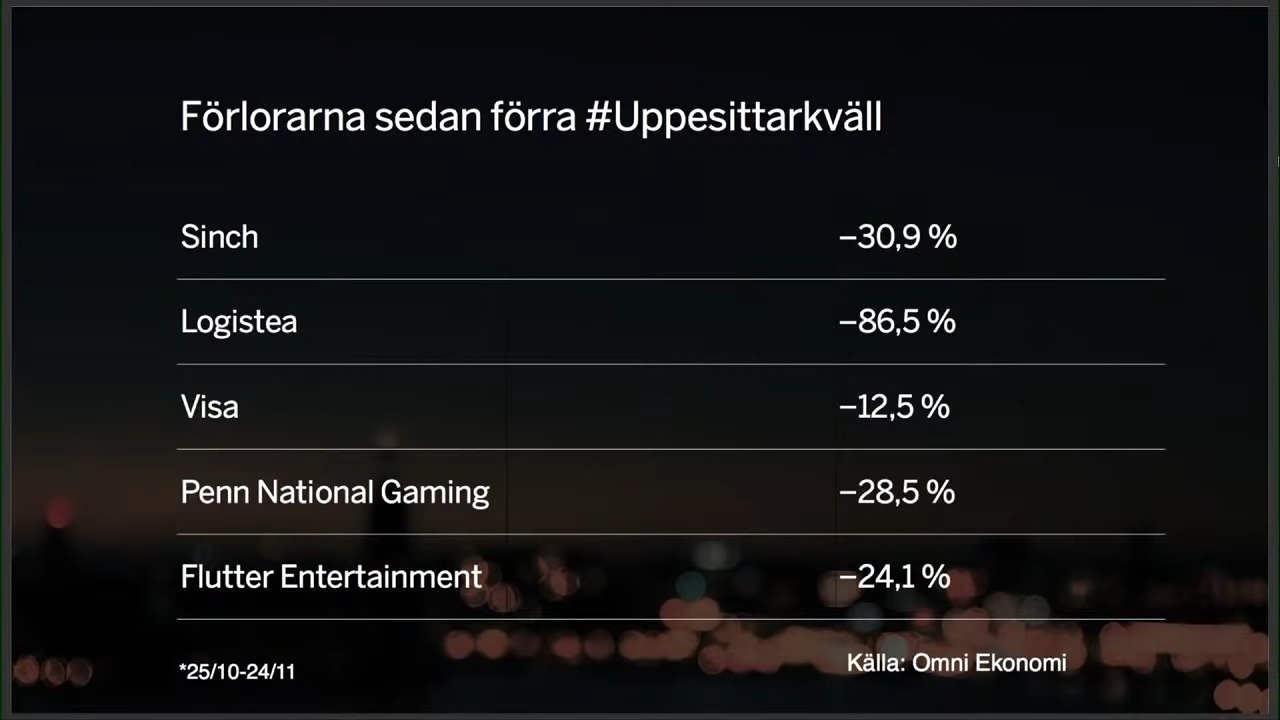 Förlorarna sedan förra #Uppesittarkväll
Sinch –30,9 %
Logistea –86,5 %
Visa –12,5 %
Penn National Gaming –28,5 %
Flutter Entertainment –24,1 %
*25/10-24/11 Källa: Omni Ekonomi